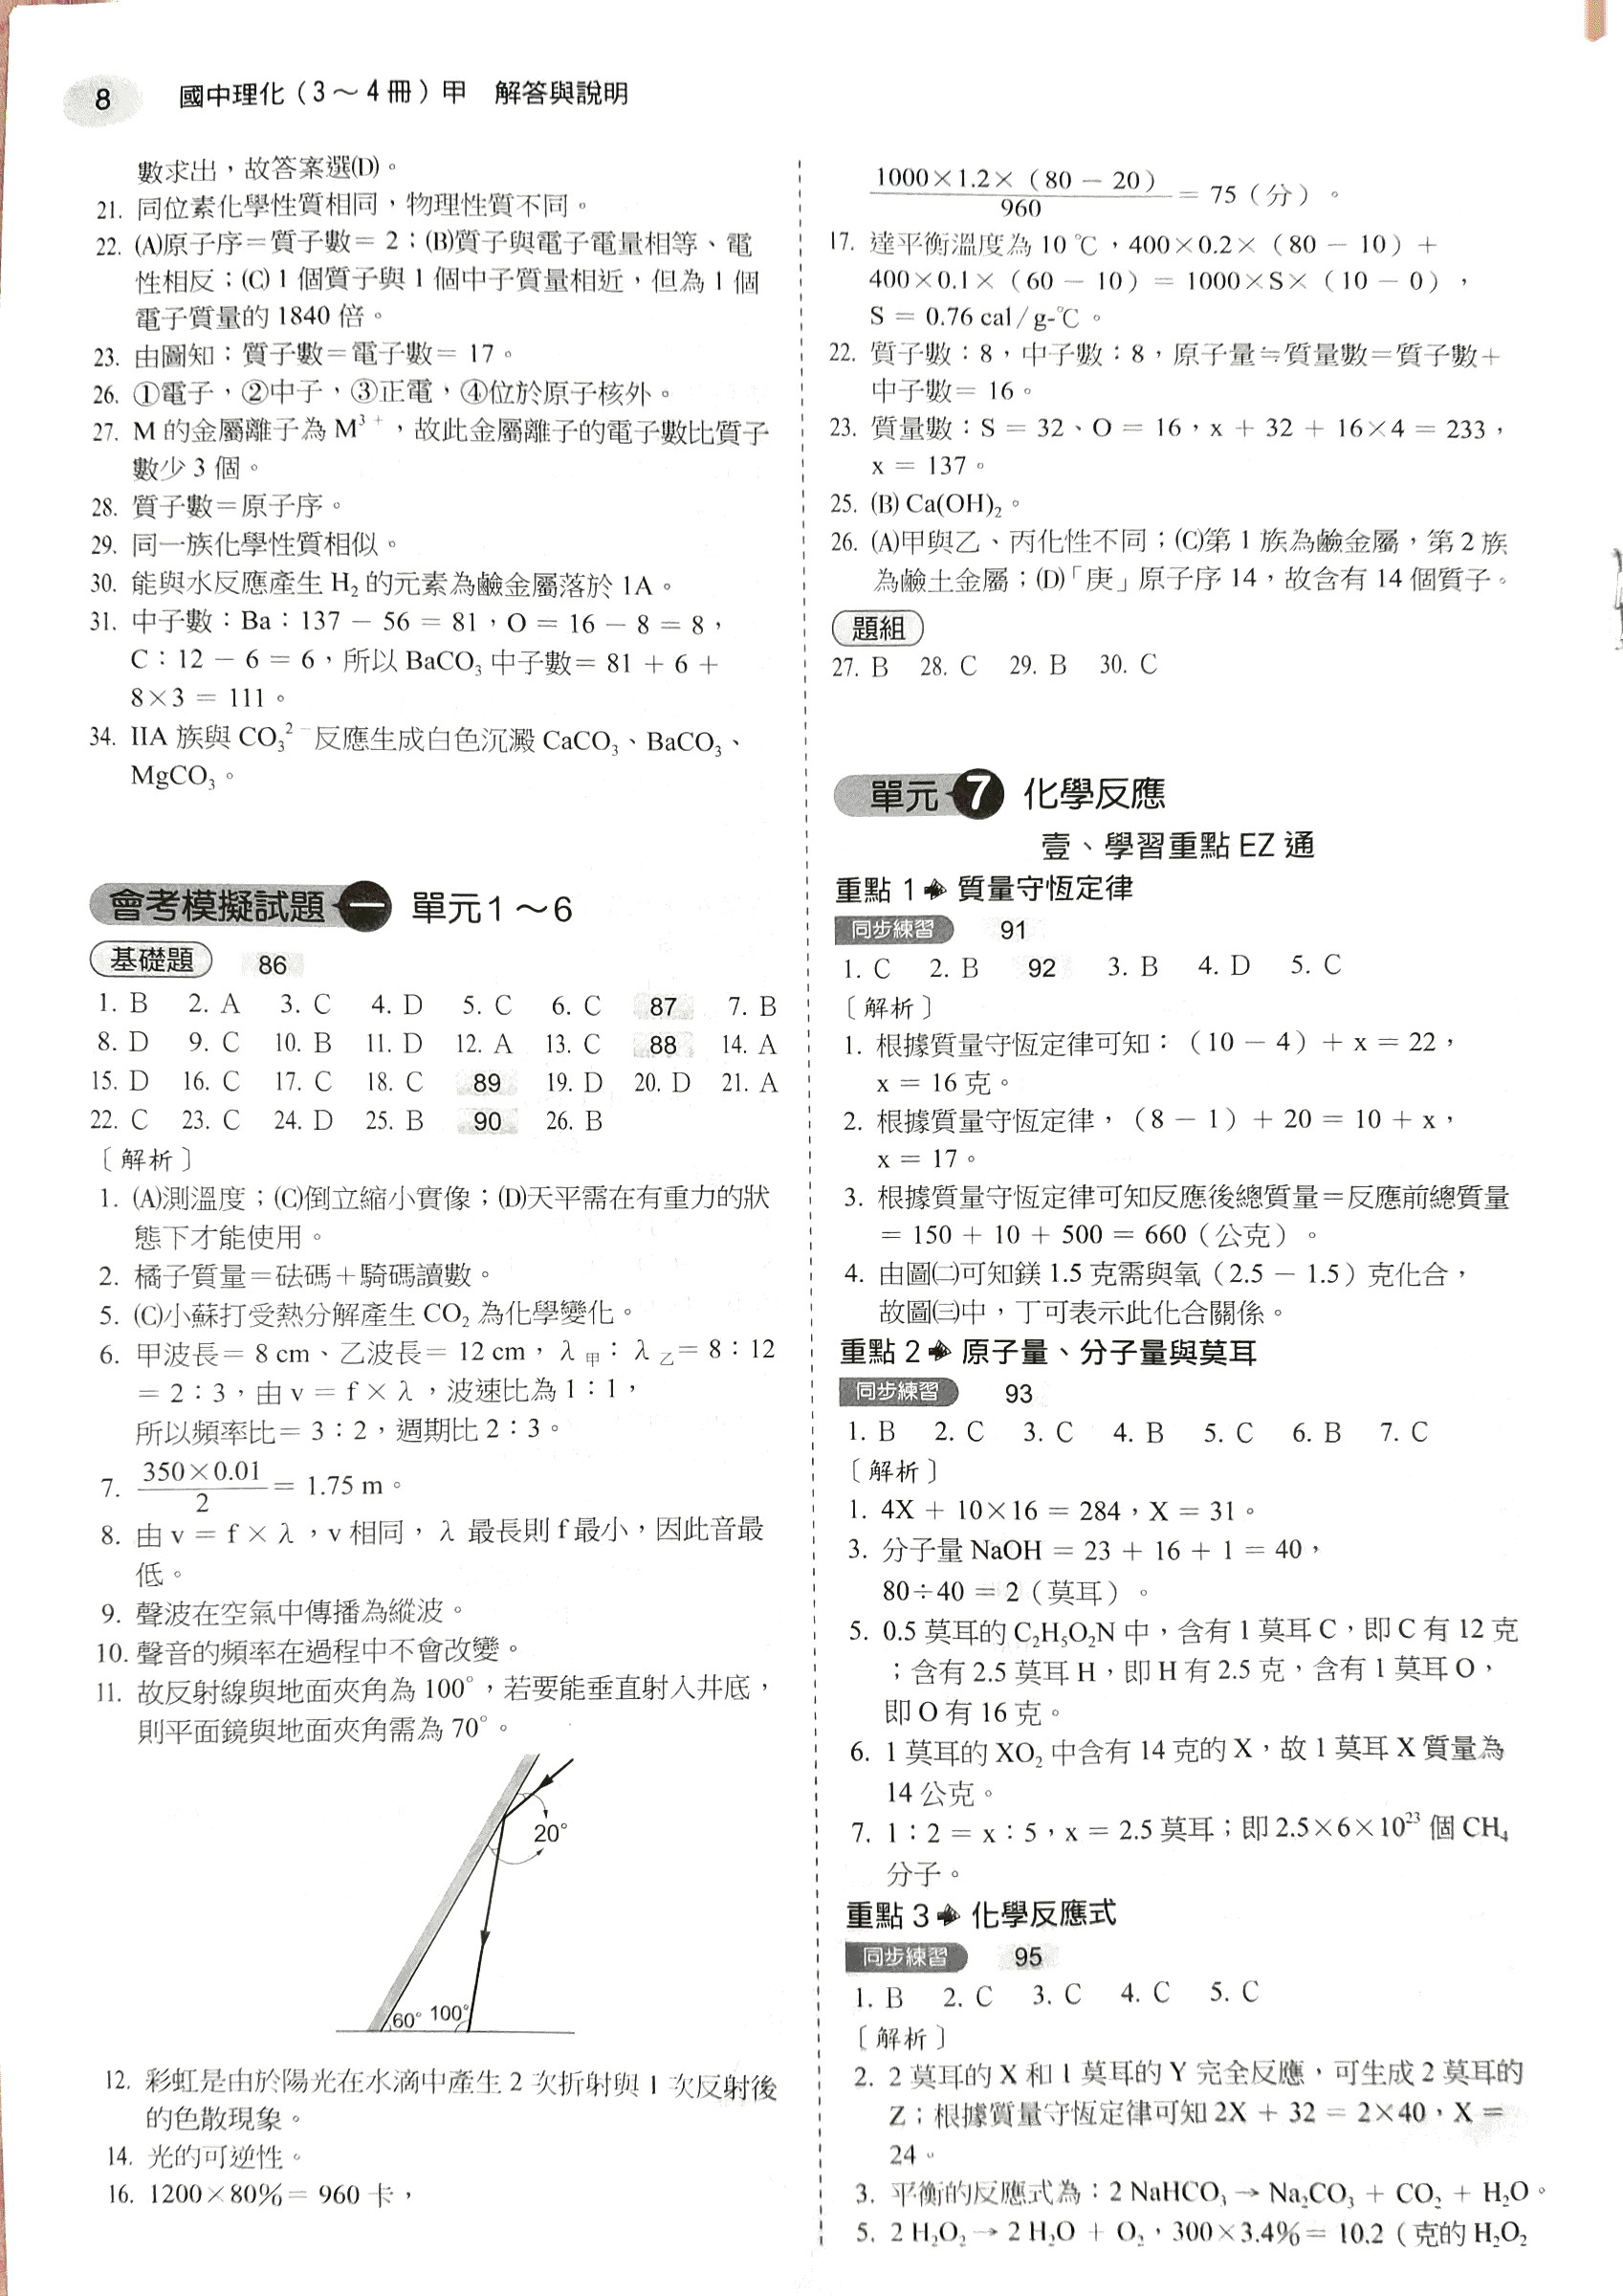 8 國中理化（3～4冊）甲 解答與說明
數求出，故答案選(D)。
21. 同位素化學性質相同，物理性質不同。
22. (A)原子序＝質子數＝2；(B)質子與電子電量相等、電
性相反；(C) 1 個質子與 1 個中子質量相近，但為 1 個
電子質量的 1840 倍。
23. 由圖知：質子數＝電子數＝ 17。
26. ①電子，②中子，③正電，④位於原子核外。
27. M 的金屬離子為 M³⁺，故此金屬離子的電子數比質子
數少 3 個。
28. 質子數＝原子序。
29. 同一族化學性質相似。
30. 能與水反應產生 H₂ 的元素為鹼金屬落於 1A。
31. 中子數：Ba：137 － 56 ＝ 81，O ＝ 16 － 8 ＝ 8，
C：12 － 6 ＝ 6，所以 BaCO₃ 中子數＝ 81 ＋ 6 ＋
8×3 ＝ 111。
34. IIA 族與 CO₃²⁻反應生成白色沉澱 CaCO₃、BaCO₃、
MgCO₃。
會考模擬試題 一 單元1～6
基礎題 86
1. B 2. A 3. C 4. D 5. C 6. C 87 7. B
8. D 9. C 10. B 11. D 12. A 13. C 88 14. A
15. D 16. C 17. C 18. C 89 19. D 20. D 21. A
22. C 23. C 24. D 25. B 90 26. B
〔解析〕
1. (A)測溫度；(C)倒立縮小實像；(D)天平需在有重力的狀
態下才能使用。
2. 橘子質量＝砝碼＋騎碼讀數。
5. (C)小蘇打受熱分解產生 CO₂ 為化學變化。
6. 甲波長＝ 8 cm、乙波長＝ 12 cm，λ甲：λ乙＝ 8：12
＝ 2：3，由 v ＝ f × λ，波速比為 1：1，
所以頻率比＝ 3：2，週期比 2：3。
7. 350×0.01／2 ＝ 1.75 m。
8. 由 v ＝ f × λ，v 相同，λ 最長則 f 最小，因此音最
低。
9. 聲波在空氣中傳播為縱波。
10. 聲音的頻率在過程中不會改變。
11. 故反射線與地面夾角為 100°，若要能垂直射入井底，
則平面鏡與地面夾角需為 70°。
20°
60° 100°
12. 彩虹是由於陽光在水滴中產生 2 次折射與 1 次反射後
的色散現象。
14. 光的可逆性。
16. 1200×80％＝ 960 卡，
1000×1.2×（80 － 20）／960 ＝ 75（分）。
17. 達平衡溫度為 10 ℃，400×0.2×（80 － 10）＋
400×0.1×（60 － 10）＝ 1000×S×（10 － 0），
S ＝ 0.76 cal / g-℃。
22. 質子數：8，中子數：8，原子量≒質量數＝質子數＋
中子數＝ 16。
23. 質量數：S ＝ 32、O ＝ 16，x ＋ 32 ＋ 16×4 ＝ 233，
x ＝ 137。
25. (B) Ca(OH)₂。
26. (A)甲與乙、丙化性不同；(C)第 1 族為鹼金屬，第 2 族
為鹼土金屬；(D)「庚」原子序 14，故含有 14 個質子。
題組
27. B 28. C 29. B 30. C
單元 7 化學反應
壹、學習重點 EZ 通
重點 1 ➔ 質量守恆定律
同步練習 91
1. C 2. B 92 3. B 4. D 5. C
〔解析〕
1. 根據質量守恆定律可知：（10 － 4）＋ x ＝ 22，
x ＝ 16 克。
2. 根據質量守恆定律，（8 － 1）＋ 20 ＝ 10 ＋ x，
x ＝ 17。
3. 根據質量守恆定律可知反應後總質量＝反應前總質量
＝ 150 ＋ 10 ＋ 500 ＝ 660（公克）。
4. 由圖(二)可知鎂 1.5 克需與氧（2.5 － 1.5）克化合，
故圖(三)中，丁可表示此化合關係。
重點 2 ➔ 原子量、分子量與莫耳
同步練習 93
1. B 2. C 3. C 4. B 5. C 6. B 7. C
〔解析〕
1. 4X ＋ 10×16 ＝ 284，X ＝ 31。
3. 分子量 NaOH ＝ 23 ＋ 16 ＋ 1 ＝ 40，
80÷40 ＝ 2（莫耳）。
5. 0.5 莫耳的 C₂H₅O₂N 中，含有 1 莫耳 C，即 C 有 12 克
；含有 2.5 莫耳 H，即 H 有 2.5 克，含有 1 莫耳 O，
即 O 有 16 克。
6. 1 莫耳的 XO₂ 中含有 14 克的 X，故 1 莫耳 X 質量為
14 公克。
7. 1：2 ＝ x：5，x ＝ 2.5 莫耳；即 2.5×6×10²³ 個 CH₄
分子。
重點 3 ➔ 化學反應式
同步練習 95
1. B 2. C 3. C 4. C 5. C
〔解析〕
2. 2 莫耳的 X 和 1 莫耳的 Y 完全反應，可生成 2 莫耳的
Z；根據質量守恆定律可知 2X ＋ 32 ＝ 2×40，X ＝
24。
3. 平衡的反應式為：2 NaHCO₃ → Na₂CO₃ ＋ CO₂ ＋ H₂O。
5. 2 H₂O₂ → 2 H₂O ＋ O₂，300×3.4％＝ 10.2（克的 H₂O₂